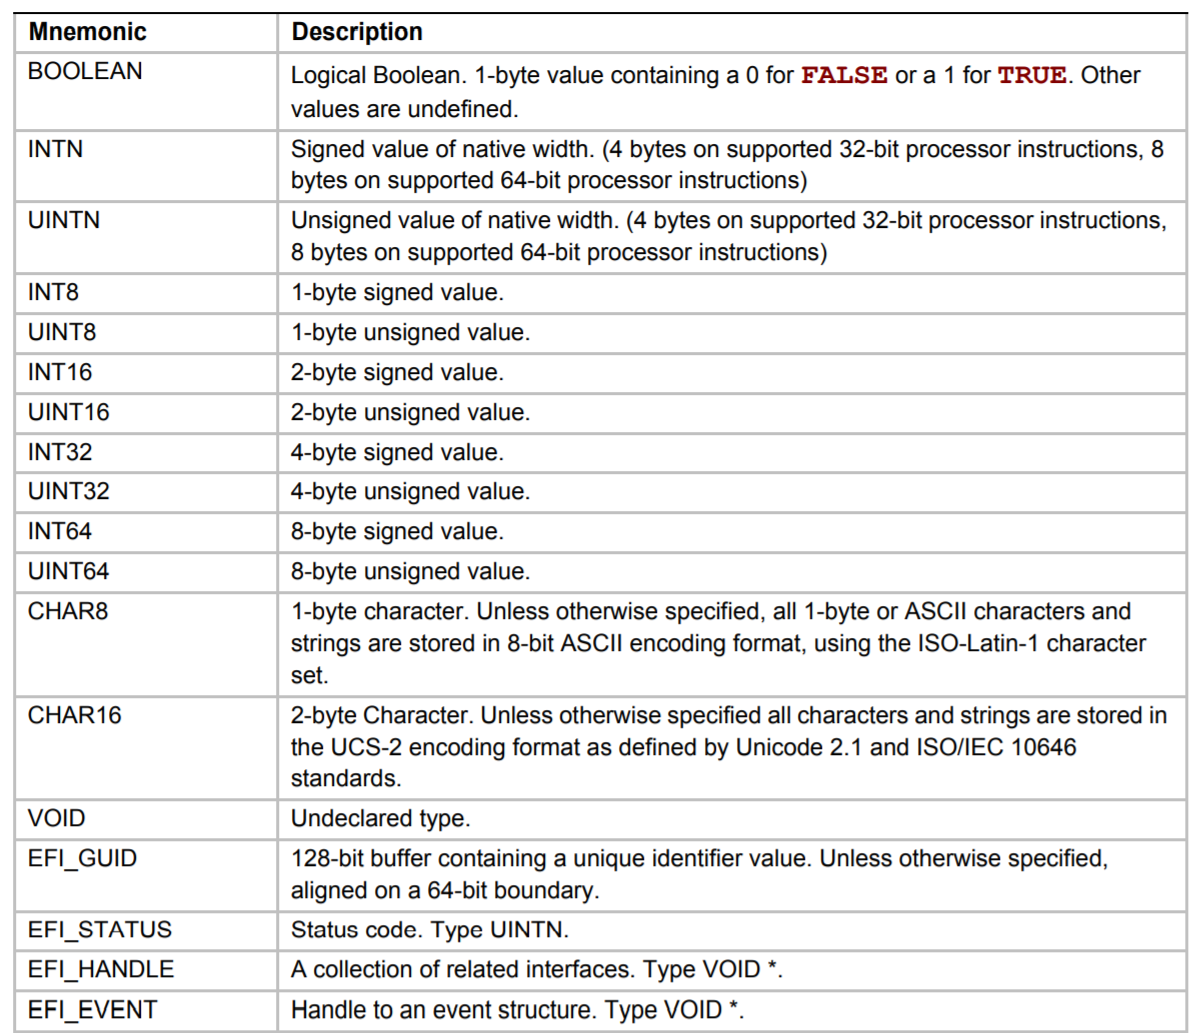 Mnemonic Description
BOOLEAN Logical Boolean. 1-byte value containing a 0 for FALSE or a 1 for TRUE. Other
values are undefined.
INTN Signed value of native width. (4 bytes on supported 32-bit processor instructions, 8
bytes on supported 64-bit processor instructions)
UINTN Unsigned value of native width. (4 bytes on supported 32-bit processor instructions,
8 bytes on supported 64-bit processor instructions)
INT8 1-byte signed value.
UINT8 1-byte unsigned value.
INT16 2-byte signed value.
UINT16 2-byte unsigned value.
INT32 4-byte signed value.
UINT32 4-byte unsigned value.
INT64 8-byte signed value.
UINT64 8-byte unsigned value.
CHAR8 1-byte character. Unless otherwise specified, all 1-byte or ASCII characters and
strings are stored in 8-bit ASCII encoding format, using the ISO-Latin-1 character
set.
CHAR16 2-byte Character. Unless otherwise specified all characters and strings are stored in
the UCS-2 encoding format as defined by Unicode 2.1 and ISO/IEC 10646
standards.
VOID Undeclared type.
EFI_GUID 128-bit buffer containing a unique identifier value. Unless otherwise specified,
aligned on a 64-bit boundary.
EFI_STATUS Status code. Type UINTN.
EFI_HANDLE A collection of related interfaces. Type VOID *.
EFI_EVENT Handle to an event structure. Type VOID *.